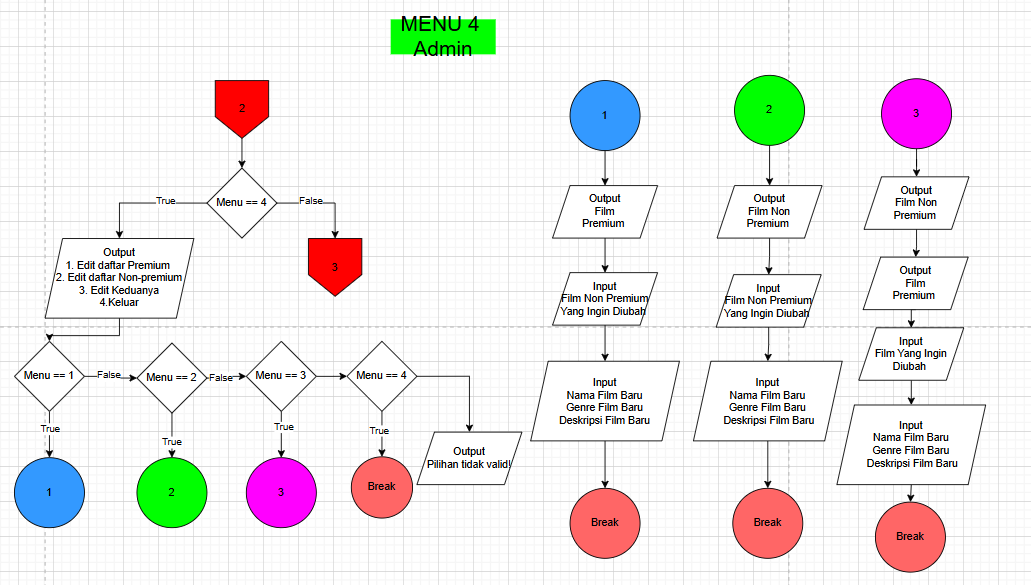 MENU 4
Admin
2
Menu == 4
True
False
3
Output
1. Edit daftar Premium
2. Edit daftar Non-premium
3. Edit Keduanya
4.Keluar
Menu == 1
False
Menu == 2
False
Menu == 3
Menu == 4
True
True
True
True
Output
Pilihan tidak valid!
1
2
3
Break
1
Output
Film
Premium
Input
Film Non Premium
Yang Ingin Diubah
Input
Nama Film Baru
Genre Film Baru
Deskripsi Film Baru
Break
2
Output
Film Non
Premium
Input
Film Non Premium
Yang Ingin Diubah
Input
Nama Film Baru
Genre Film Baru
Deskripsi Film Baru
Break
3
Output
Film Non
Premium
Output
Film
Premium
Input
Film Yang Ingin
Diubah
Input
Nama Film Baru
Genre Film Baru
Deskripsi Film Baru
Break